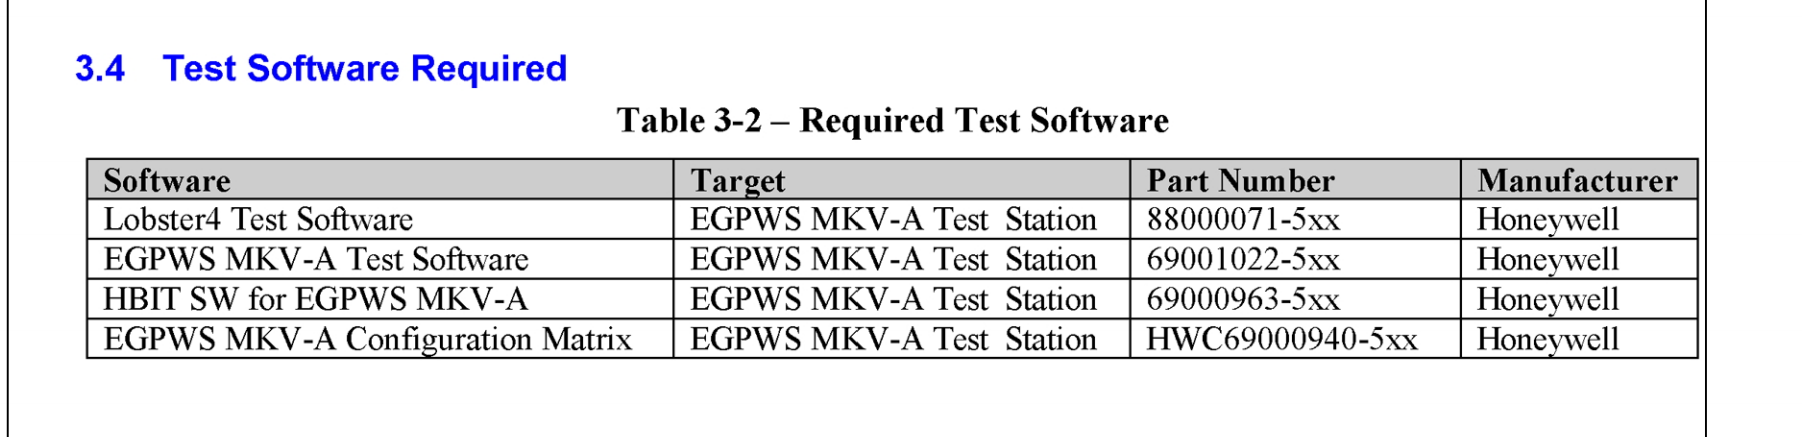 3.4 Test Software Required
Table 3-2 – Required Test Software
Software Target Part Number Manufacturer
Lobster4 Test Software EGPWS MKV-A Test Station 88000071-5xx Honeywell
EGPWS MKV-A Test Software EGPWS MKV-A Test Station 69001022-5xx Honeywell
HBIT SW for EGPWS MKV-A EGPWS MKV-A Test Station 69000963-5xx Honeywell
EGPWS MKV-A Configuration Matrix EGPWS MKV-A Test Station HWC69000940-5xx Honeywell